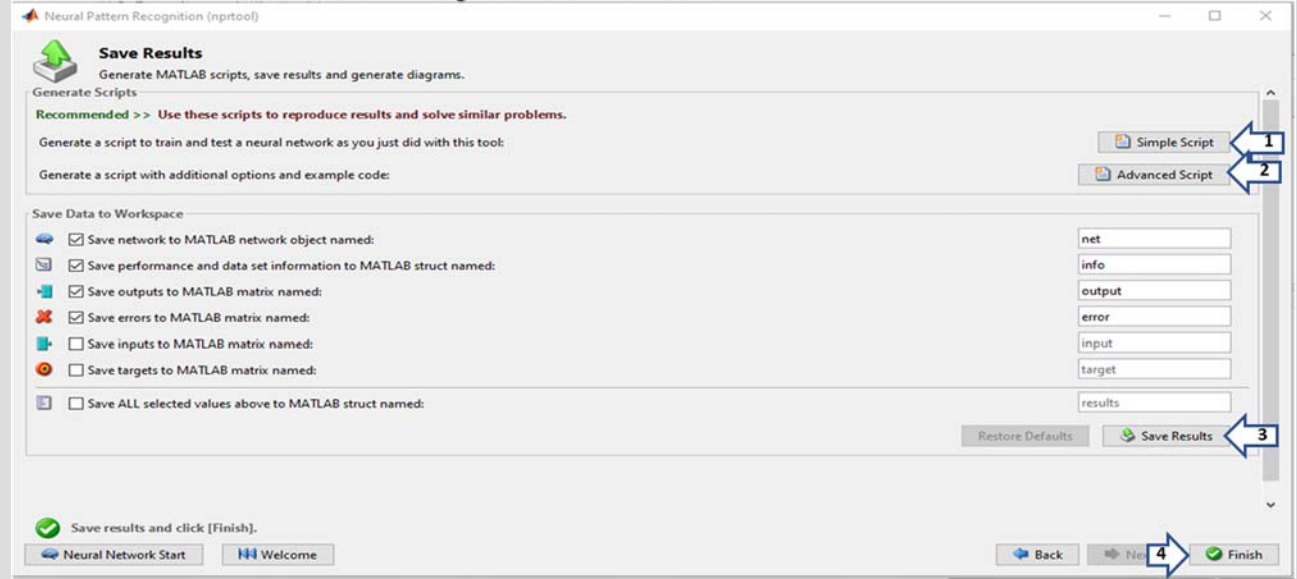 Neural Pattern Recognition (nprtool)
Save Results
Generate MATLAB scripts, save results and generate diagrams.
Generate Scripts
Recommended >> Use these scripts to reproduce results and solve similar problems.
Generate a script to train and test a neural network as you just did with this tool: Simple Script 1
Generate a script with additional options and example code: Advanced Script 2
Save Data to Workspace
Save network to MATLAB network object named: net
Save performance and data set information to MATLAB struct named: info
Save outputs to MATLAB matrix named: output
Save errors to MATLAB matrix named: error
Save inputs to MATLAB matrix named: input
Save targets to MATLAB matrix named: target
Save ALL selected values above to MATLAB struct named: results
Restore Defaults Save Results 3
Save results and click [Finish].
Neural Network Start Welcome Back 4 Finish